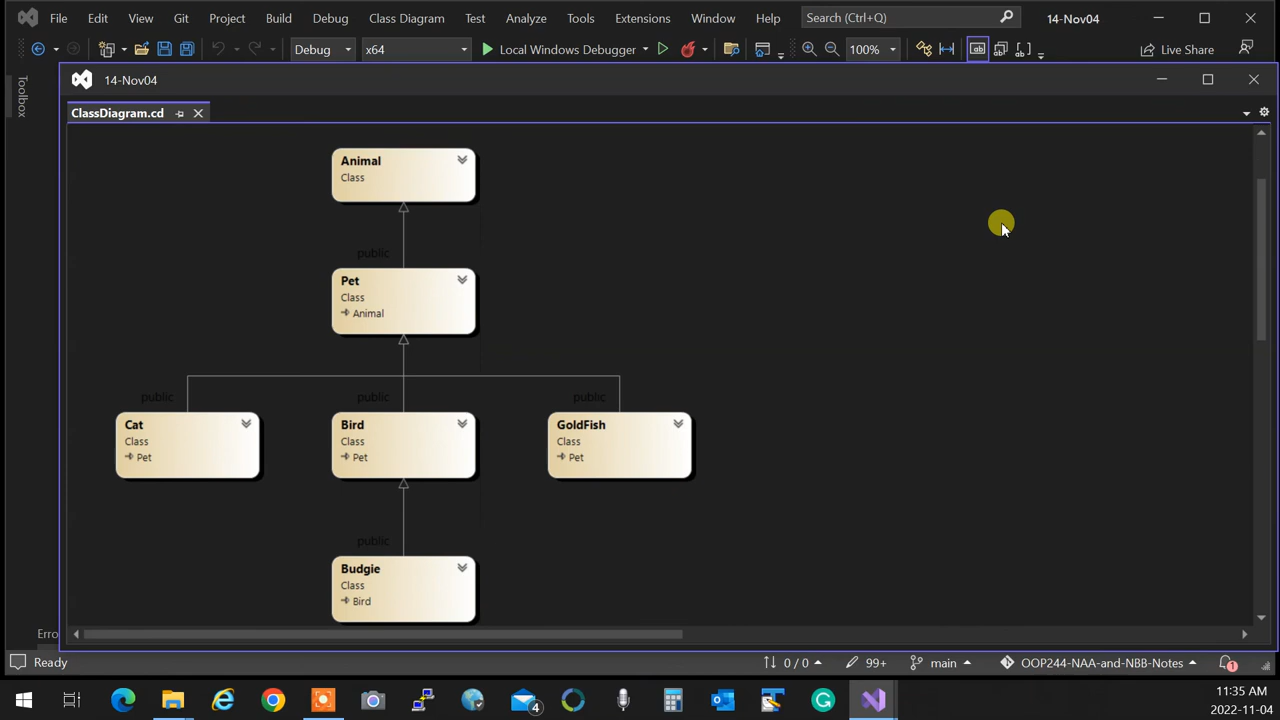 File Edit View Git Project Build Debug Class Diagram Test Analyze Tools Extensions Window Help Search (Ctrl+Q) 14-Nov04
Debug x64 Local Windows Debugger 100% Live Share
Toolbox
14-Nov04
ClassDiagram.cd
Animal
Class
public
Pet
Class
Animal
public public public
Cat Bird GoldFish
Class Class Class
Pet Pet Pet
public
Budgie
Class
Bird
Erro
Ready 0 / 0 99+ main OOP244-NAA-and-NBB-Notes 1
4
11:35 AM
2022-11-04